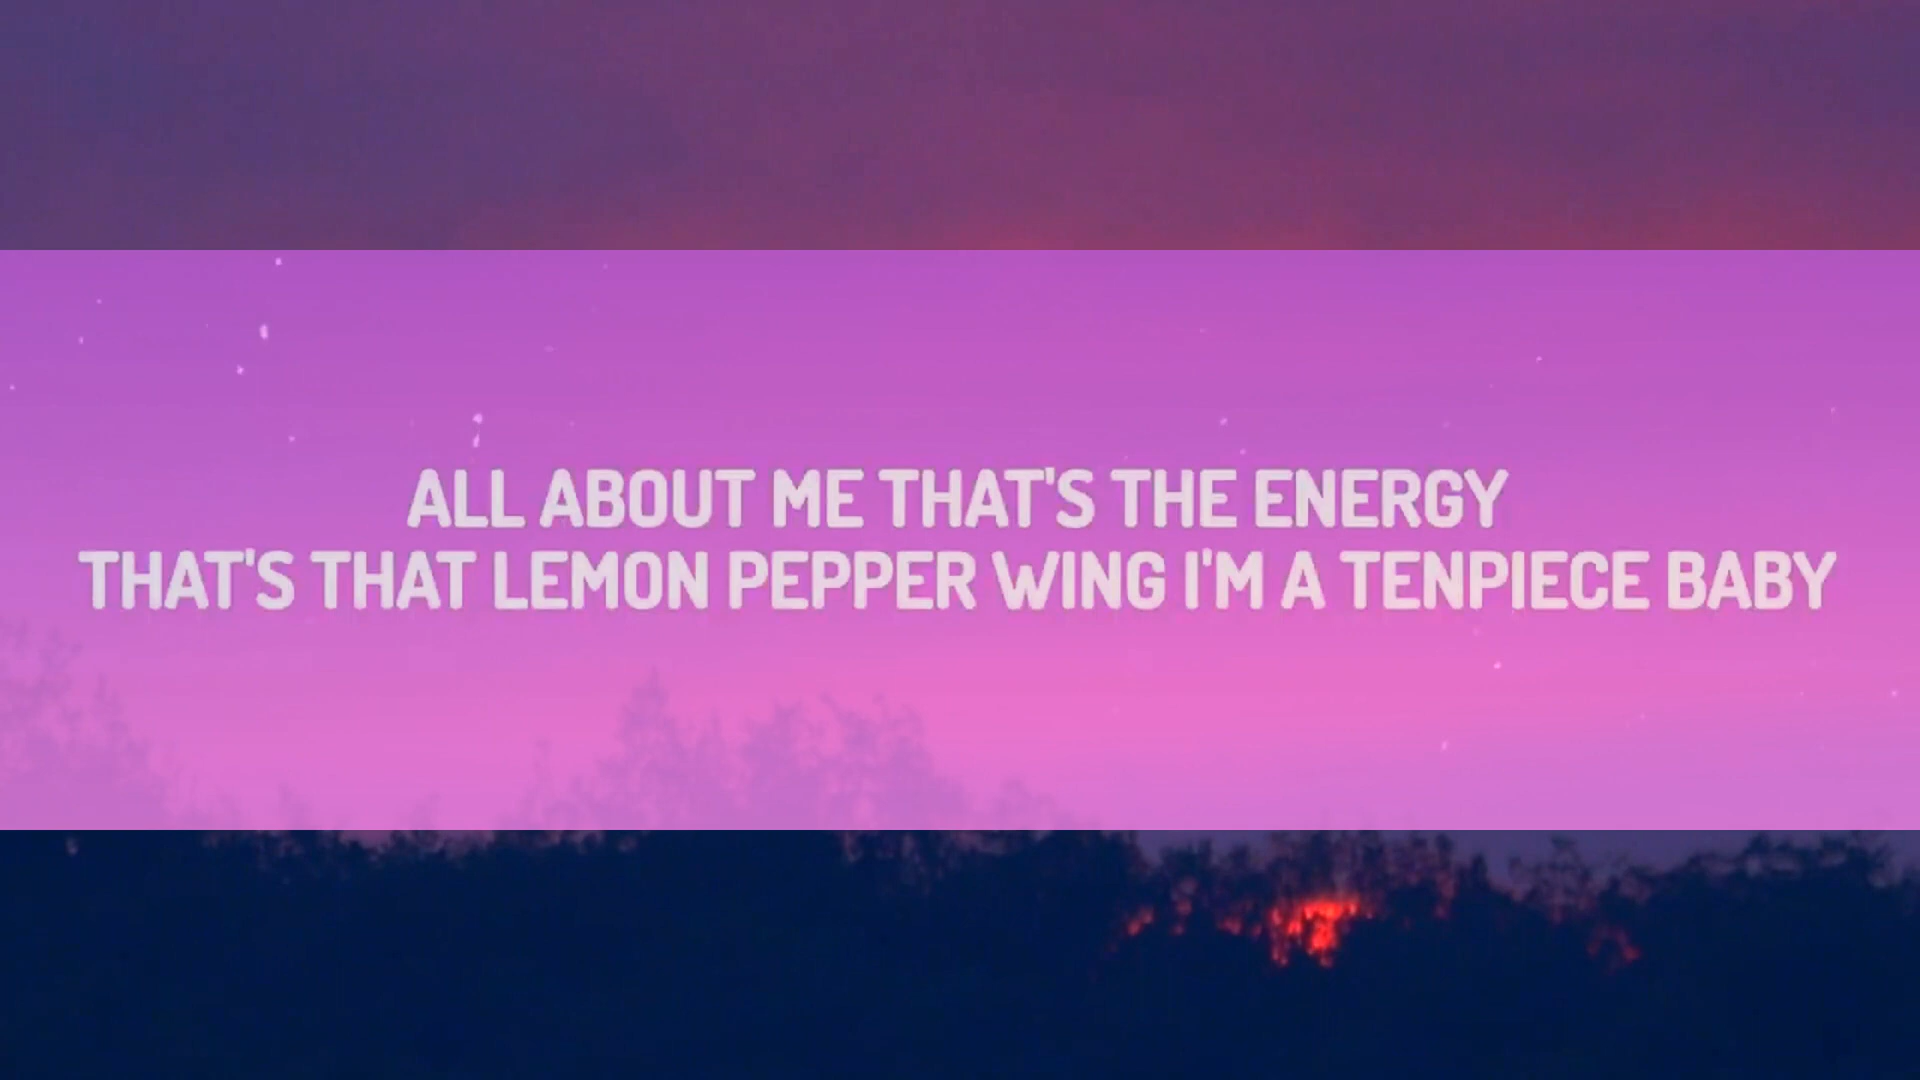 ALL ABOUT ME THAT'S THE ENERGY
THAT'S THAT LEMON PEPPER WING I'M A TENPIECE BABY